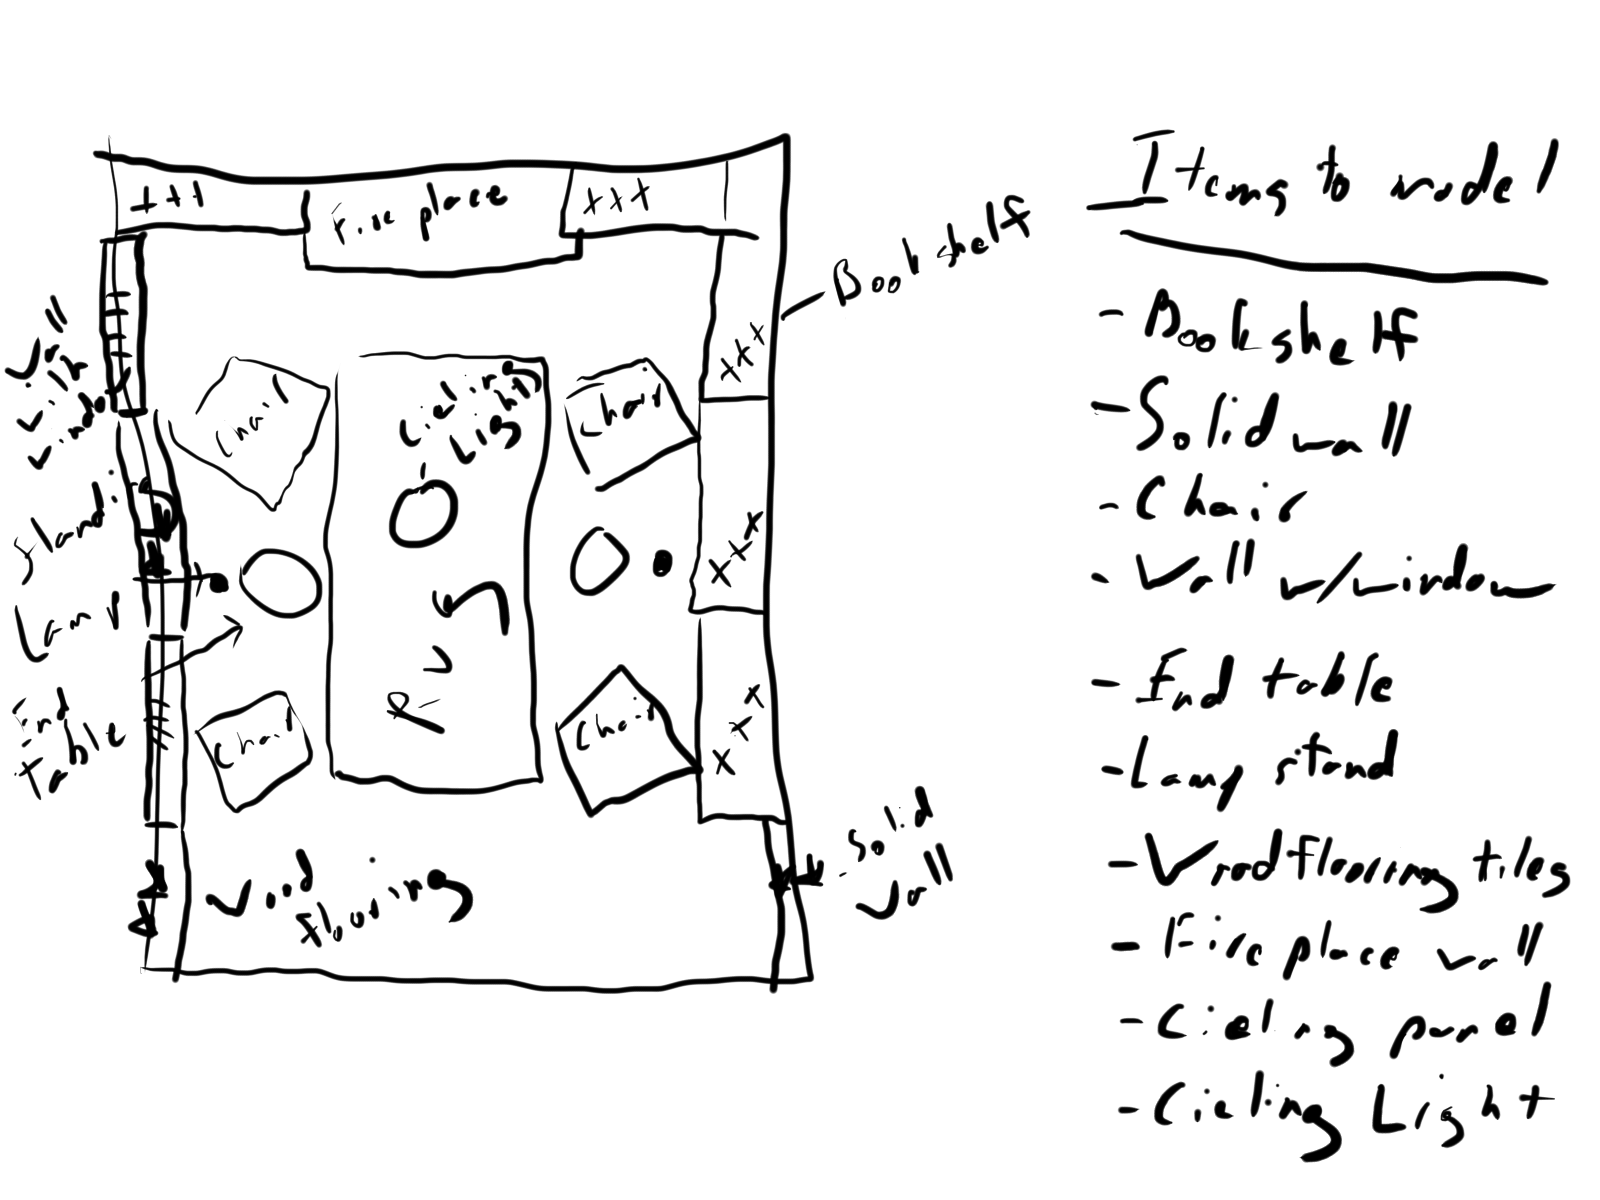 +++
Fire place
+++
Bookshelf
+++
Wall
with
window
Chair
Cieling
Light
Chair
Standing
Lamp
+++
Rug
End
table
Chair
Chair
+++
Wood
flooring
Solid
wall
Items to model
- Bookshelf
- Solid wall
- Chair
- Wall w/window
- End table
- Lamp stand
- Wood flooring tiles
- Fire place wall
- Cieling panel
- Cieling Light